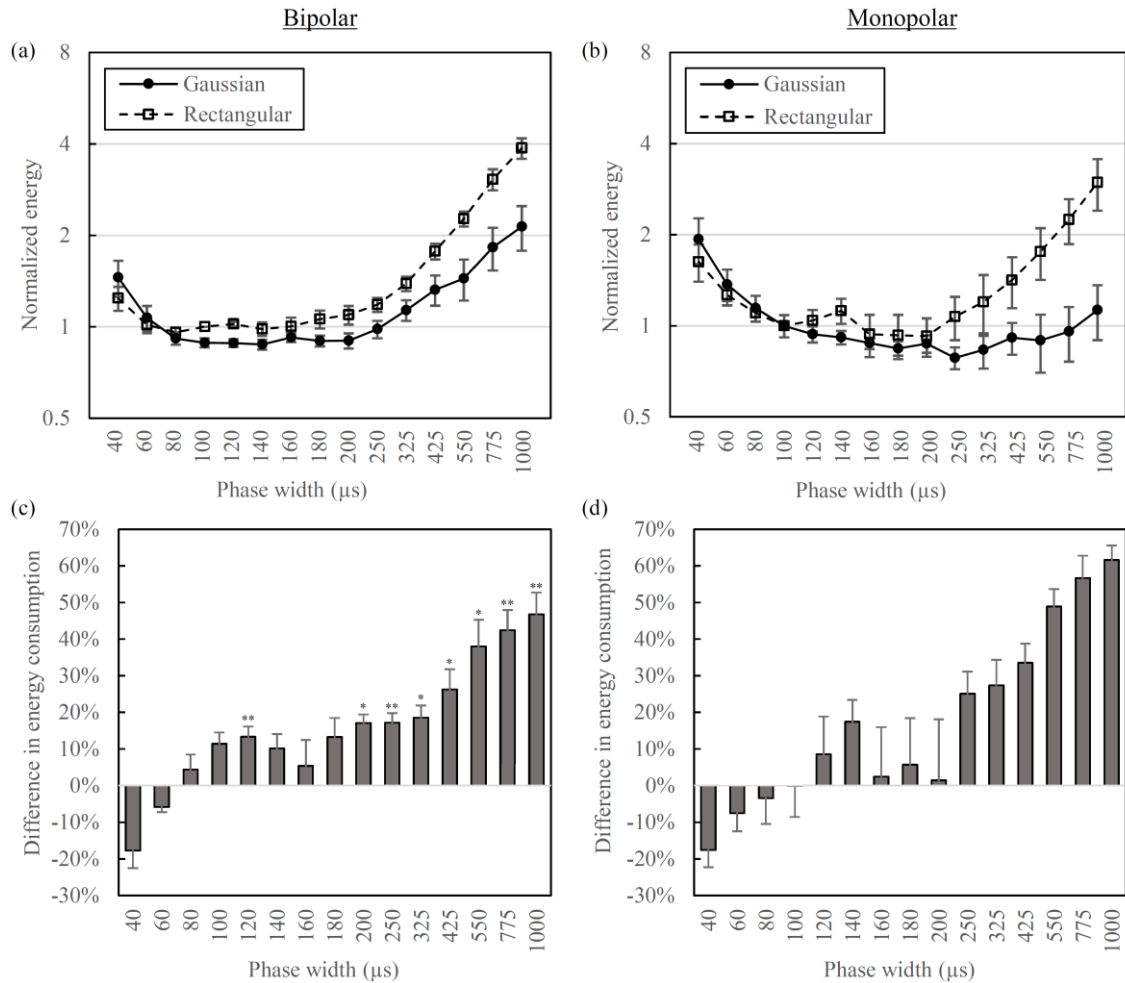 Bipolar
Monopolar
(a)
8
4
2
1
0.5
Normalized energy
Gaussian
Rectangular
40 60 80 100 120 140 160 180 200 250 325 425 550 775 1000
Phase width (µs)
(b)
8
4
2
1
0.5
Normalized energy
Gaussian
Rectangular
40 60 80 100 120 140 160 180 200 250 325 425 550 775 1000
Phase width (µs)
(c)
70%
60%
50%
40%
30%
20%
10%
0%
-10%
-20%
-30%
Difference in energy consumption
** * ** * * * ** **
40 60 80 100 120 140 160 180 200 250 325 425 550 775 1000
Phase width (µs)
(d)
70%
60%
50%
40%
30%
20%
10%
0%
-10%
-20%
-30%
Difference in energy consumption
40 60 80 100 120 140 160 180 200 250 325 425 550 775 1000
Phase width (µs)